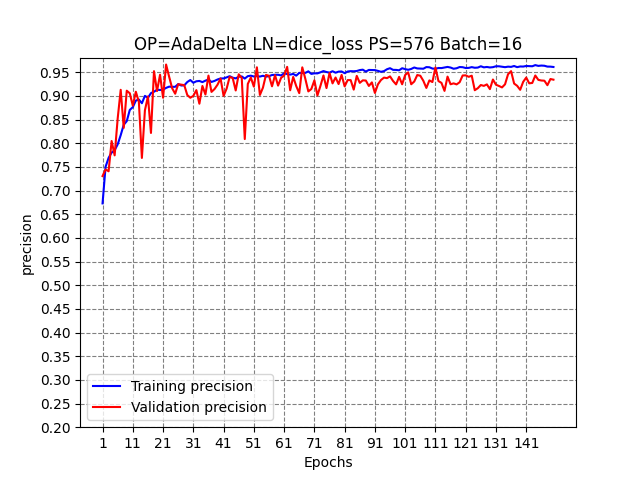 OP=AdaDelta LN=dice_loss PS=576 Batch=16
0.95
0.90
0.85
0.80
0.75
0.70
0.65
0.60
0.55
0.50
0.45
0.40
0.35
0.30
0.25
0.20
precision
Training precision
Validation precision
1 11 21 31 41 51 61 71 81 91 101 111 121 131 141
Epochs